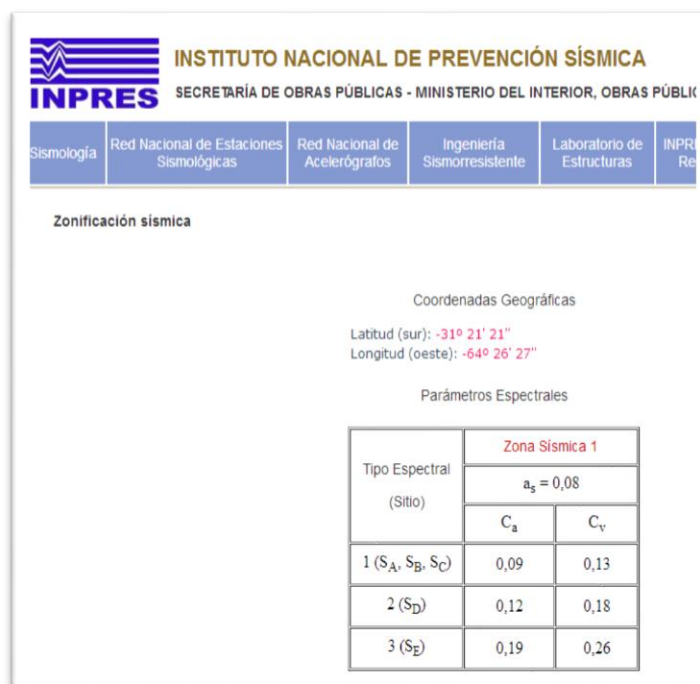 INPRES
INSTITUTO NACIONAL DE PREVENCIÓN SÍSMICA
SECRETARÍA DE OBRAS PÚBLICAS - MINISTERIO DEL INTERIOR, OBRAS
Sismología
Red Nacional de Estaciones
Sismológicas
Red Nacional de
Acelerógrafos
Ingeniería
Sismorresistente
Laboratorio de
Estructuras
Zonificación sísmica
Coordenadas Geográficas
Latitud (sur): -31º 21' 21"
Longitud (oeste): -64º 26' 27"
Parámetros Espectrales
Tipo Espectral
(Sitio)
Zona Sísmica 1
as = 0,08
Ca Cv
1 (SA, SB, SC) 0,09 0,13
2 (SD) 0,12 0,18
3 (SE) 0,19 0,26